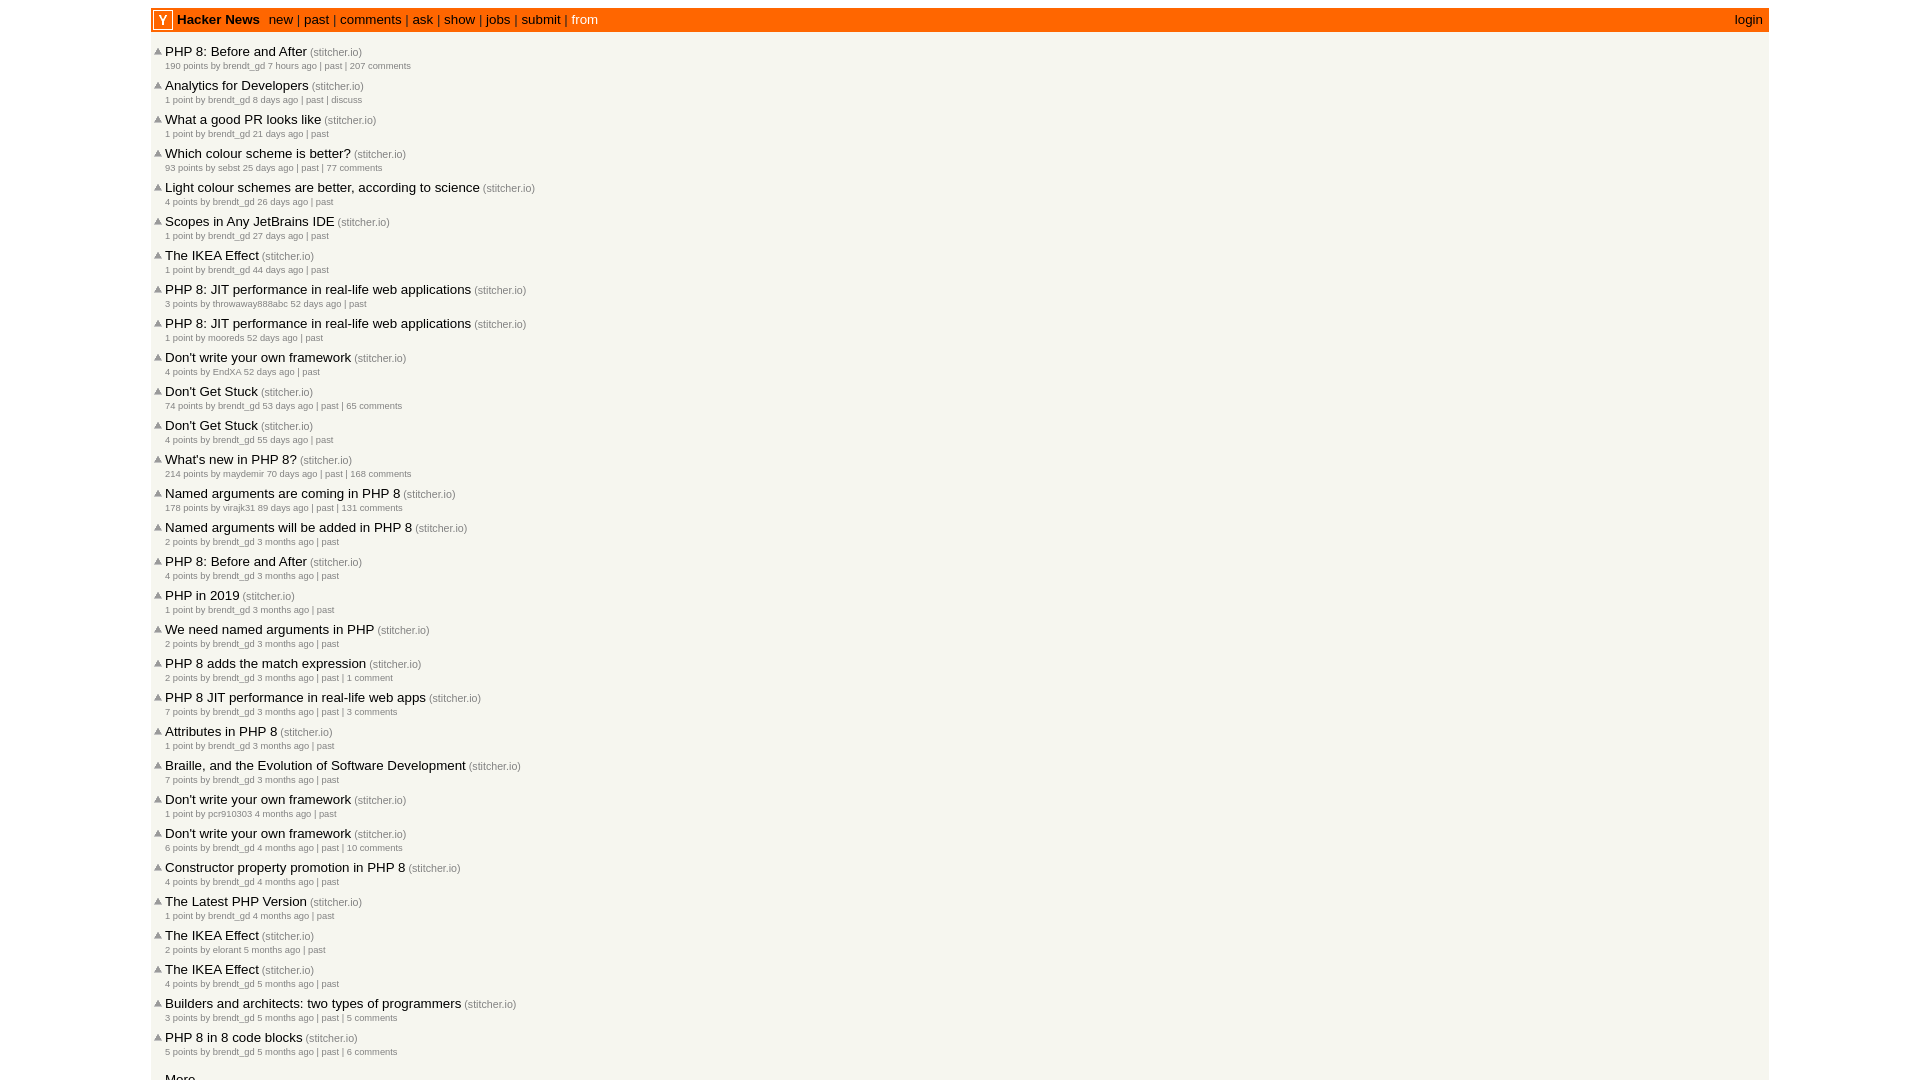 Y Hacker News new | past | comments | ask | show | jobs | submit | from login
PHP 8: Before and After (stitcher.io)
190 points by brendt_gd 7 hours ago | past | 207 comments
Analytics for Developers (stitcher.io)
1 point by brendt_gd 8 days ago | past | discuss
What a good PR looks like (stitcher.io)
1 point by brendt_gd 21 days ago | past
Which colour scheme is better? (stitcher.io)
93 points by sebst 25 days ago | past | 77 comments
Light colour schemes are better, according to science (stitcher.io)
4 points by brendt_gd 26 days ago | past
Scopes in Any JetBrains IDE (stitcher.io)
1 point by brendt_gd 27 days ago | past
The IKEA Effect (stitcher.io)
1 point by brendt_gd 44 days ago | past
PHP 8: JIT performance in real-life web applications (stitcher.io)
3 points by throwaway888abc 52 days ago | past
PHP 8: JIT performance in real-life web applications (stitcher.io)
1 point by mooreds 52 days ago | past
Don't write your own framework (stitcher.io)
4 points by EndXA 52 days ago | past
Don't Get Stuck (stitcher.io)
74 points by brendt_gd 53 days ago | past | 65 comments
Don't Get Stuck (stitcher.io)
4 points by brendt_gd 55 days ago | past
What's new in PHP 8? (stitcher.io)
214 points by maydemir 70 days ago | past | 168 comments
Named arguments are coming in PHP 8 (stitcher.io)
178 points by virajk31 89 days ago | past | 131 comments
Named arguments will be added in PHP 8 (stitcher.io)
2 points by brendt_gd 3 months ago | past
PHP 8: Before and After (stitcher.io)
4 points by brendt_gd 3 months ago | past
PHP in 2019 (stitcher.io)
1 point by brendt_gd 3 months ago | past
We need named arguments in PHP (stitcher.io)
2 points by brendt_gd 3 months ago | past
PHP 8 adds the match expression (stitcher.io)
2 points by brendt_gd 3 months ago | past | 1 comment
PHP 8 JIT performance in real-life web apps (stitcher.io)
7 points by brendt_gd 3 months ago | past | 3 comments
Attributes in PHP 8 (stitcher.io)
1 point by brendt_gd 3 months ago | past
Braille, and the Evolution of Software Development (stitcher.io)
7 points by brendt_gd 3 months ago | past
Don't write your own framework (stitcher.io)
1 point by pcr910303 4 months ago | past
Don't write your own framework (stitcher.io)
6 points by brendt_gd 4 months ago | past | 10 comments
Constructor property promotion in PHP 8 (stitcher.io)
4 points by brendt_gd 4 months ago | past
The Latest PHP Version (stitcher.io)
1 point by brendt_gd 4 months ago | past
The IKEA Effect (stitcher.io)
2 points by elorant 5 months ago | past
The IKEA Effect (stitcher.io)
4 points by brendt_gd 5 months ago | past
Builders and architects: two types of programmers (stitcher.io)
3 points by brendt_gd 5 months ago | past | 5 comments
PHP 8 in 8 code blocks (stitcher.io)
5 points by brendt_gd 5 months ago | past | 6 comments
More